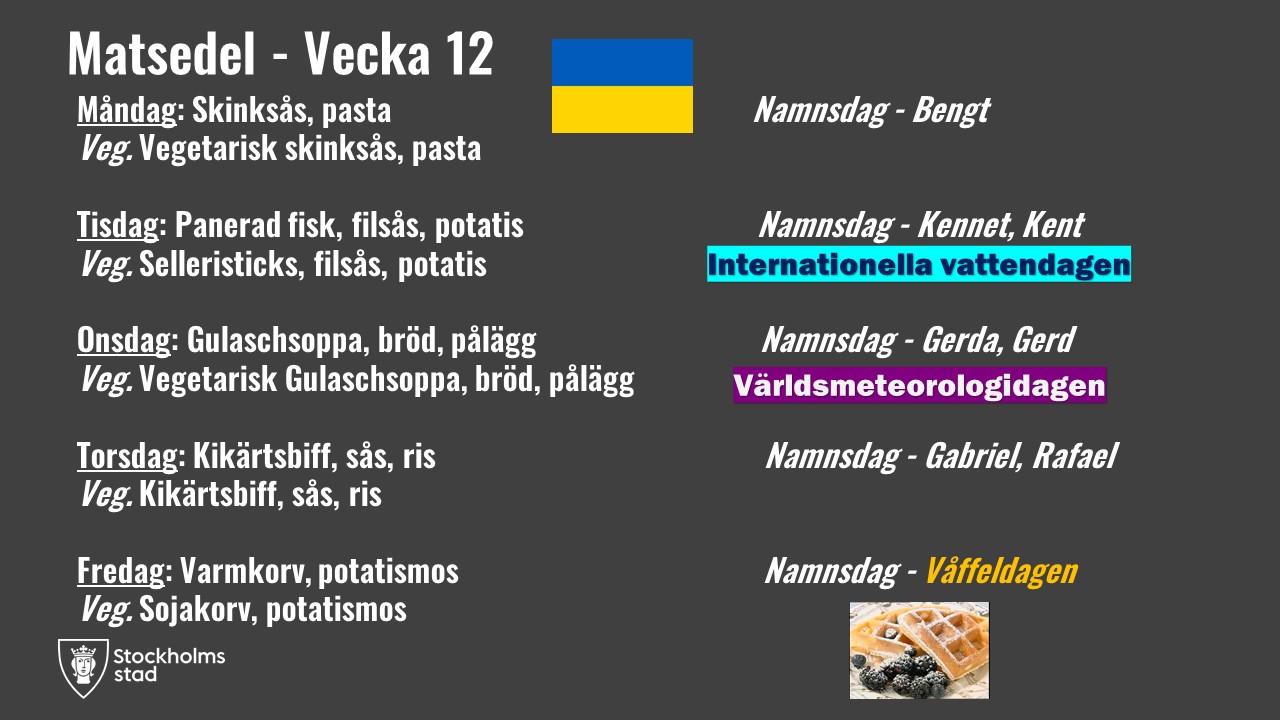 Matsedel - Vecka 12
Måndag: Skinksås, pasta
Veg. Vegetarisk skinksås, pasta
Namnsdag - Bengt
Tisdag: Panerad fisk, filsås, potatis
Veg. Selleristicks, filsås, potatis
Namnsdag - Kennet, Kent
Internationella vattendagen
Onsdag: Gulaschsoppa, bröd, pålägg
Veg. Vegetarisk Gulaschsoppa, bröd, pålägg
Namnsdag - Gerda, Gerd
Världsmeteorologidagen
Torsdag: Kikärtsbiff, sås, ris
Veg. Kikärtsbiff, sås, ris
Namnsdag - Gabriel, Rafael
Fredag: Varmkorv, potatismos
Veg. Sojakorv, potatismos
Namnsdag - Våffeldagen
Stockholms
stad